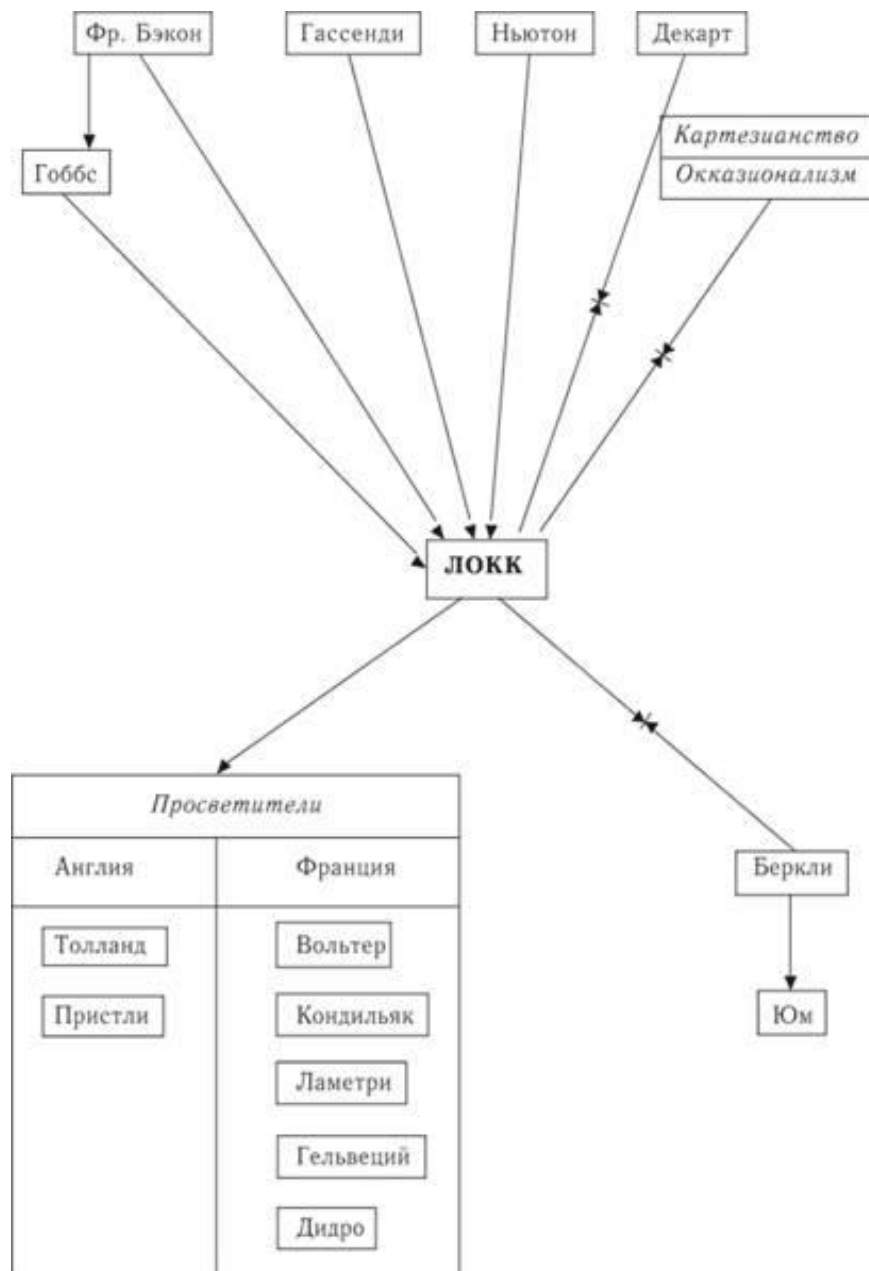 Фр. Бэкон
Гассенди
Ньютон
Декарт
Картезианство
Окказионализм
Гоббс
ЛОКК
Просветители
Англия
Франция
Толланд
Пристли
Вольтер
Кондильяк
Ламетри
Гельвеций
Дидро
Беркли
Юм